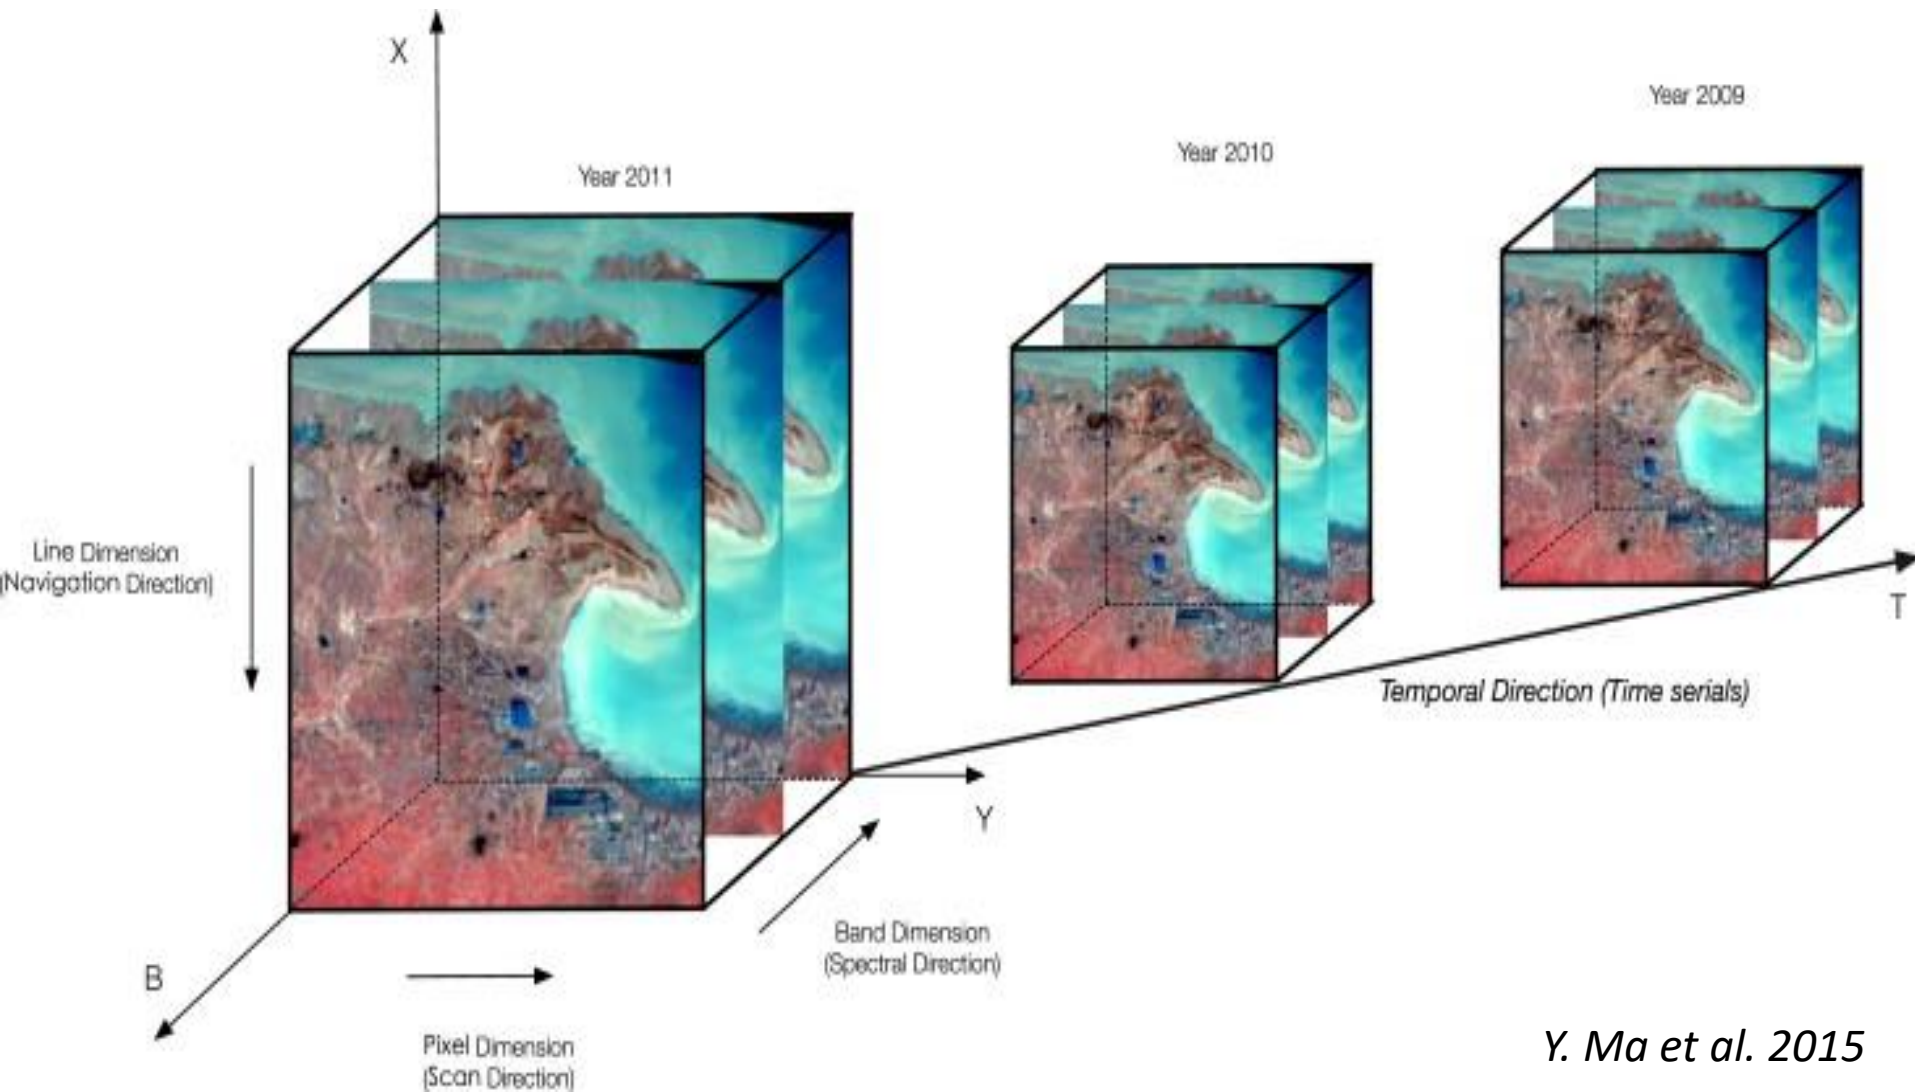 X
Year 2009
Year 2010
Year 2011
Line Dimension
(Navigation Direction)
T
Temporal Direction (Time serials)
Y
Band Dimension
(Spectral Direction)
B
Pixel Dimension
(Scan Direction)
Y. Ma et al. 2015